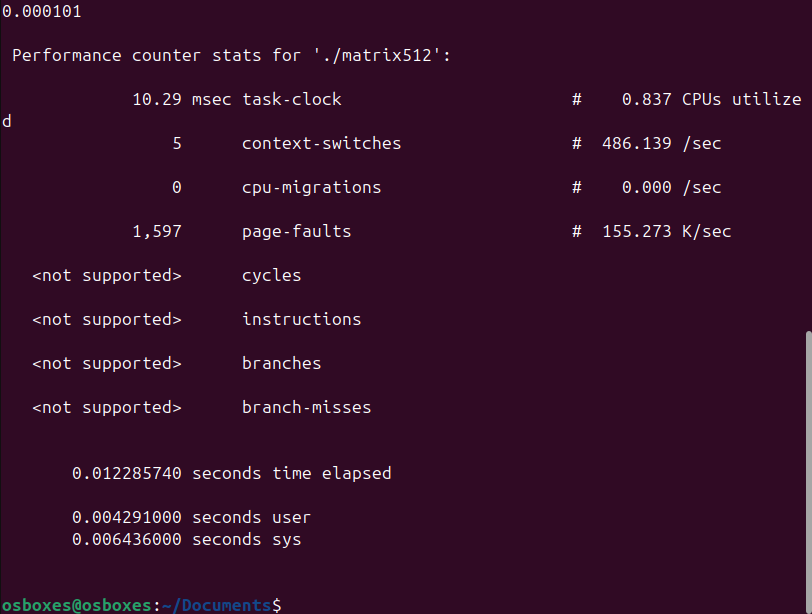 0.000101
Performance counter stats for './matrix512':
10.29 msec task-clock # 0.837 CPUs utilize
d
5 context-switches # 486.139 /sec
0 cpu-migrations # 0.000 /sec
1,597 page-faults # 155.273 K/sec
<not supported> cycles
<not supported> instructions
<not supported> branches
<not supported> branch-misses
0.012285740 seconds time elapsed
0.004291000 seconds user
0.006436000 seconds sys
osboxes@osboxes:~/Documents$